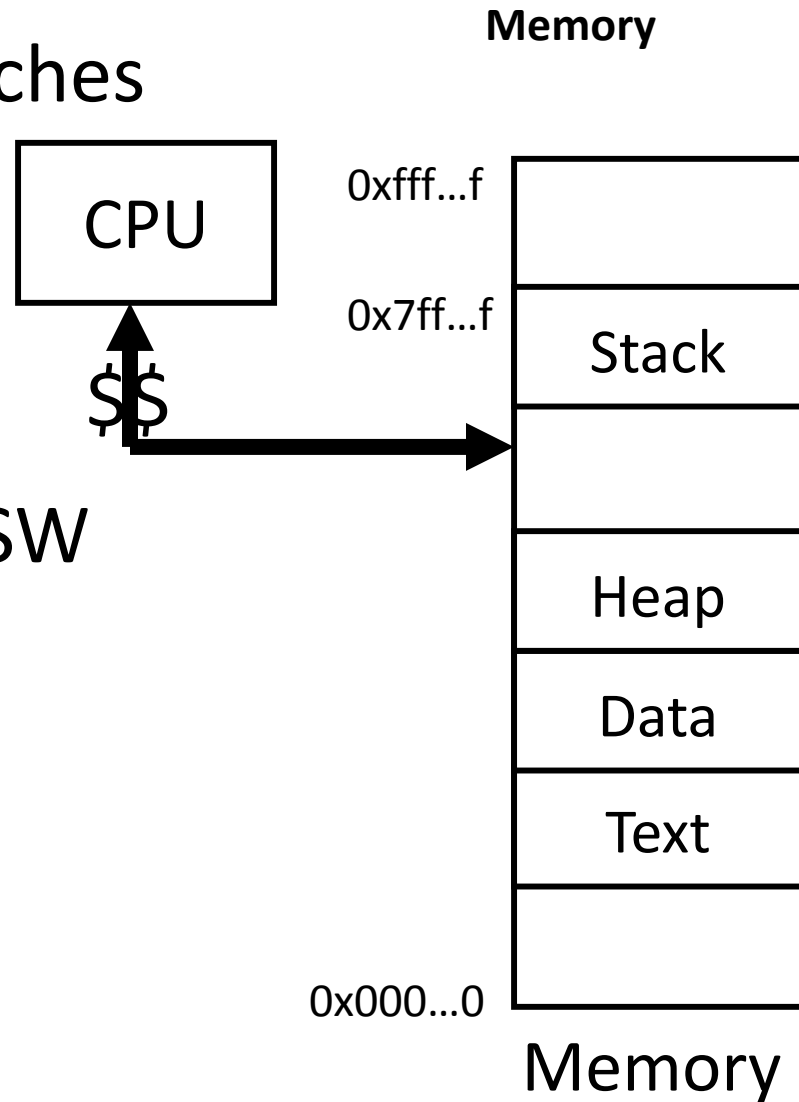 Memory
ches
CPU
0xfff...f
0x7ff...f
Stack
$$
SW
Heap
Data
Text
0x000...0
Memory